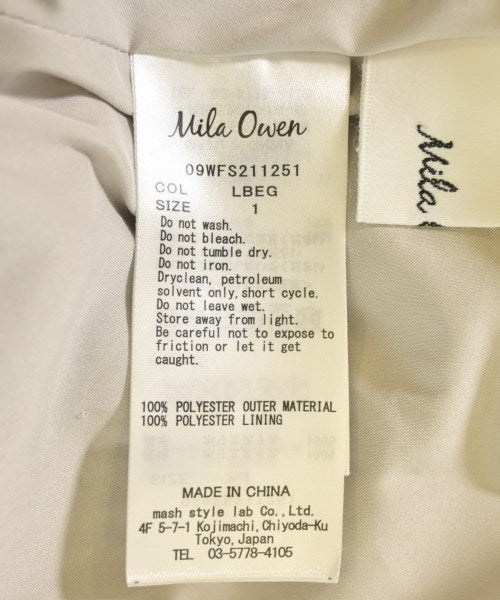 Mila Owen
09WFS211251
COL LBEG
SIZE 1
Do not wash.
Do not bleach.
Do not tumble dry.
Do not iron.
Dryclean, petroleum
solvent only, short cycle.
Do not leave wet.
Store away from light.
Be careful not to expose to
friction or let it get
caught.
100% POLYESTER OUTER MATERIAL
100% POLYESTER LINING
MADE IN CHINA
mash style lab Co., Ltd.
4F 5-7-1 Kojimachi, Chiyoda-Ku
Tokyo, Japan
TEL 03-5778-4105
Mila